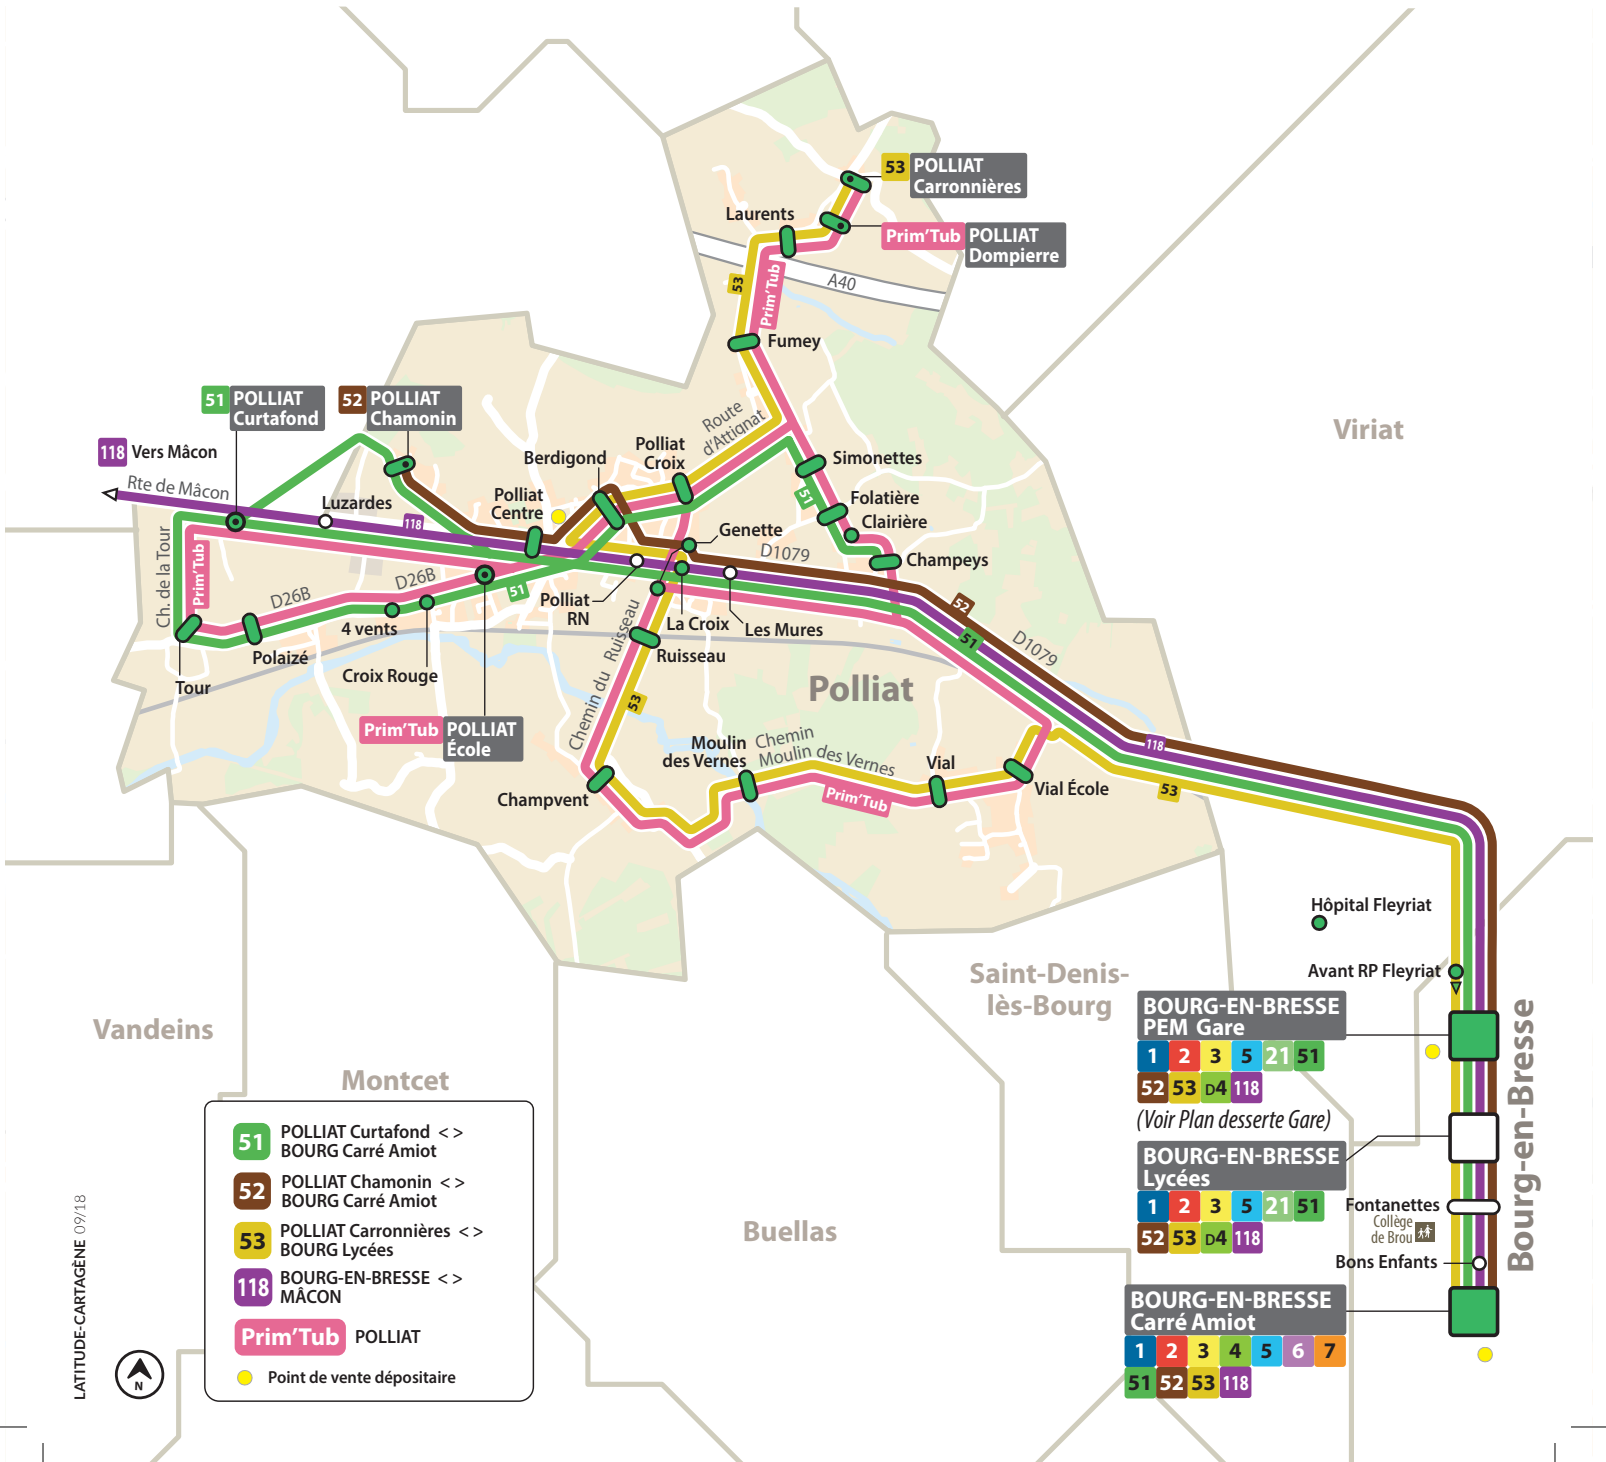 53 POLLIAT
Carronnières
Laurents
Prim'Tub POLLIAT
Dompierre
A40
53
Prim'Tub
Fumey
51 POLLIAT
Curtafond
52 POLLIAT
Chamonin
Route
d'Attignat
Viriat
118 Vers Mâcon
Rte de Mâcon
Berdigond
Polliat
Croix
Simonettes
Luzardes
118
Polliat
Centre
51
Folatière
Clairière
Genette
D1079
Champeys
Ch. de la Tour
Prim'Tub
D26B
D26B
51
4 vents
Polliat
RN
La Croix
Les Mures
52
51
D1079
Polaizé
Croix Rouge
Tour
Ruisseau
Chemin du Ruisseau
53
Polliat
Prim'Tub POLLIAT
École
Moulin
des Vernes
Chemin
Moulin des Vernes
Vial
Vial École
118
53
Champvent
Prim'Tub
Hôpital Fleyriat
Avant RP Fleyriat
Saint-Denis-
lès-Bourg
Vandeins
Montcet
Buellas
Bourg-en-Bresse
BOURG-EN-BRESSE
PEM Gare
1 2 3 5 21 51
52 53 D4 118
(Voir Plan desserte Gare)
BOURG-EN-BRESSE
Lycées
1 2 3 5 21 51
52 53 D4 118
Fontanettes
Collège
de Brou
Bons Enfants
BOURG-EN-BRESSE
Carré Amiot
1 2 3 4 5 6 7
51 52 53 118
51 POLLIAT Curtafond < >
BOURG Carré Amiot
52 POLLIAT Chamonin < >
BOURG Carré Amiot
53 POLLIAT Carronnières < >
BOURG Lycées
118 BOURG-EN-BRESSE < >
MÂCON
Prim'Tub POLLIAT
Point de vente dépositaire
N
LATITUDE-CARTAGÈNE 09/18